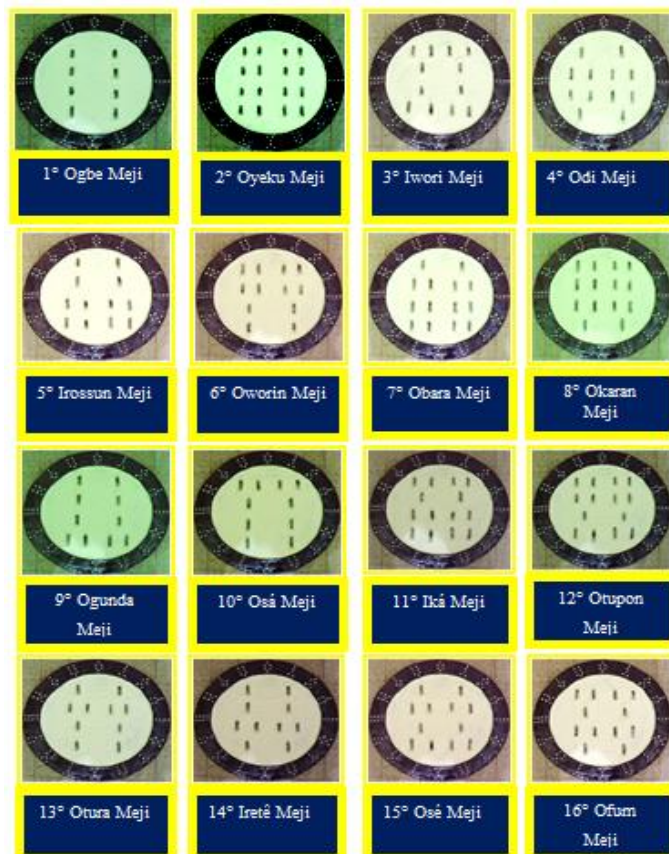 1° Ogbe Meji
2° Oyeku Meji
3° Iwori Meji
4° Odi Meji
5° Irossun Meji
6° Oworin Meji
7° Obara Meji
8° Okaran
Meji
9° Ogunda
Meji
10° Osá Meji
11° Iká Meji
12° Otupon
Meji
13° Otura Meji
14° Iretê Meji
15° Osé Meji
16° Ofum
Meji